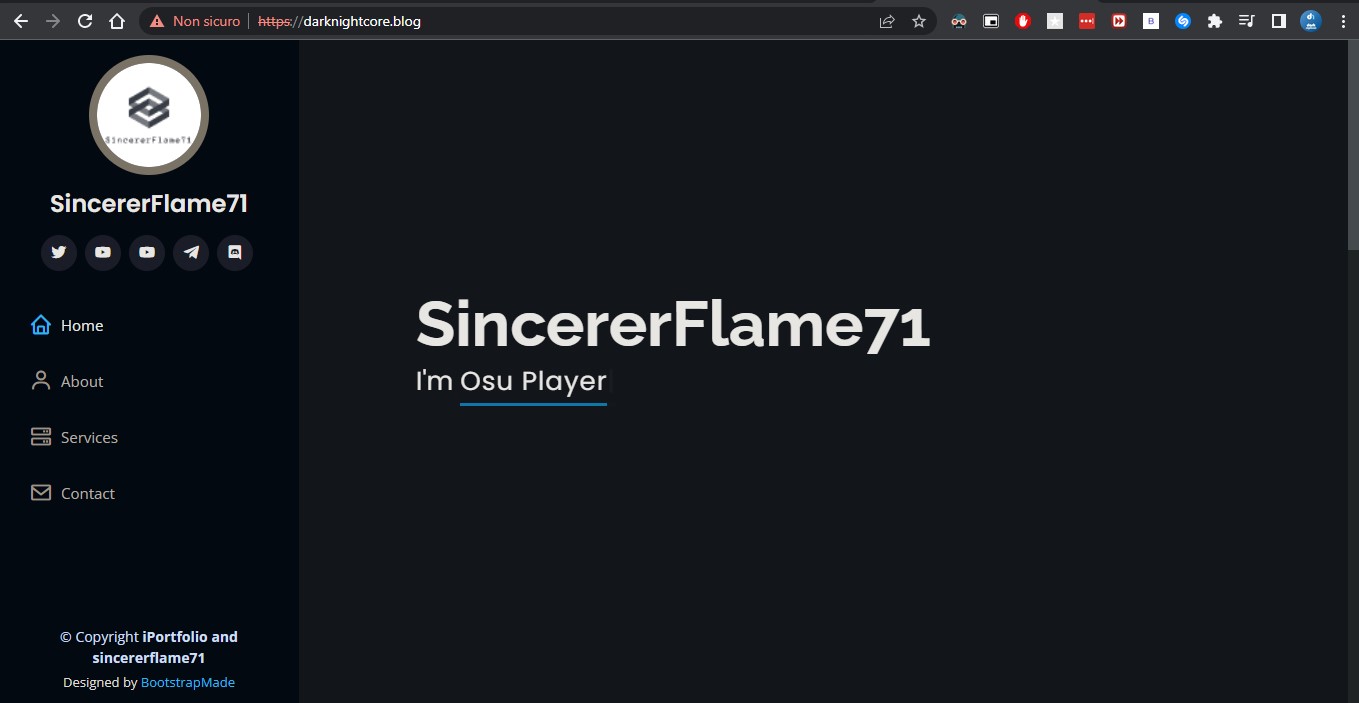 Non sicuro | https://darknightcore.blog
SincererFlame71
SincererFlame71
Home
About
Services
Contact
© Copyright iPortfolio and
sincererflame71
Designed by BootstrapMade
SincererFlame71
I'm Osu Player